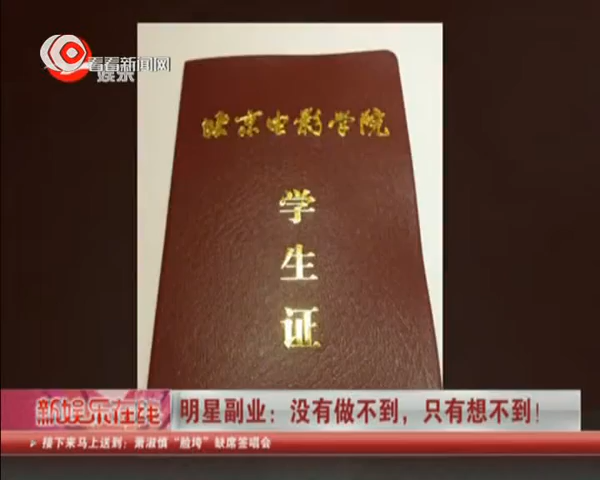 看看新闻网
娱乐
北京电影学院
学
生
证
新娱乐在线
明星副业：没有做不到，只有想不到！
接下来马上送到：萧淑慎“脸垮”缺席签唱会